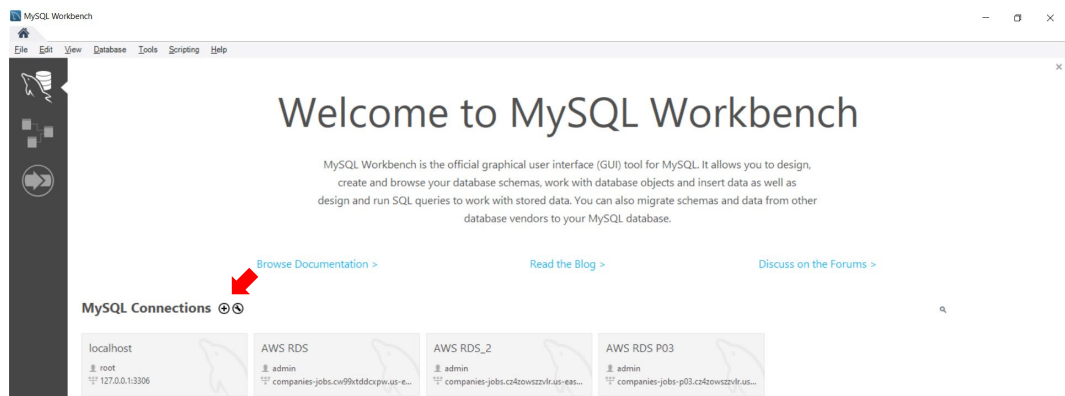 MySQL Workbench
File Edit View Database Tools Scripting Help
Welcome to MySQL Workbench
MySQL Workbench is the official graphical user interface (GUI) tool for MySQL. It allows you to design,
create and browse your database schemas, work with database objects and insert data as well as
design and run SQL queries to work with stored data. You can also migrate schemas and data from other
database vendors to your MySQL database.
Browse Documentation > Read the Blog > Discuss on the Forums >
MySQL Connections
localhost
root
127.0.0.1:3306
AWS RDS
admin
companies-jobs.cw99xtddcxpw.us-e...
AWS RDS_2
admin
companies-jobs.cz4zowszzvlr.us-eas...
AWS RDS P03
admin
companies-jobs-p03.cz4zowszzvlr.us...